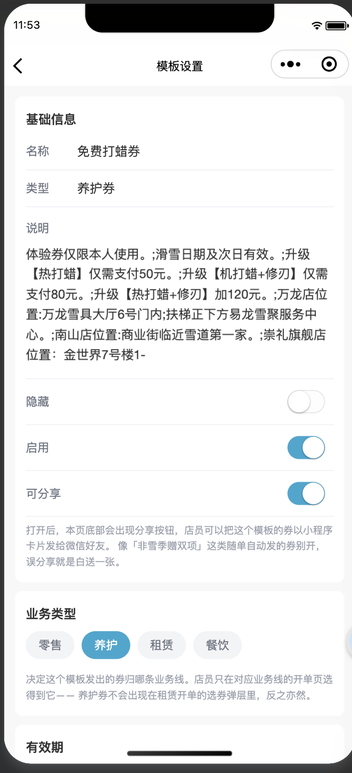 11:53
模板设置
基础信息
名称 免费打蜡券
类型 养护券
说明
体验券仅限本人使用。;滑雪日期及次日有效。;升级
【热打蜡】仅需支付50元。;升级【机打蜡+修刃】仅需
支付80元。;升级【热打蜡+修刃】加120元。;万龙店位
置:万龙雪具大厅6号门内;扶梯正下方易龙雪聚服务中
心。;南山店位置:商业街临近雪道第一家。;崇礼旗舰店
位置：金世界7号楼1-
隐藏
启用
可分享
打开后，本页底部会出现分享按钮，店员可以把这个模板的券以小程序
卡片发给微信好友。 像「非雪季赠双项」这类随单自动发的券别开，
误分享就是白送一张。
业务类型
零售 养护 租赁 餐饮
决定这个模板发出的券归哪条业务线。店员只在对应业务线的开单页选
得到它—— 养护券不会出现在租赁开单的选券弹层里，反之亦然。
有效期